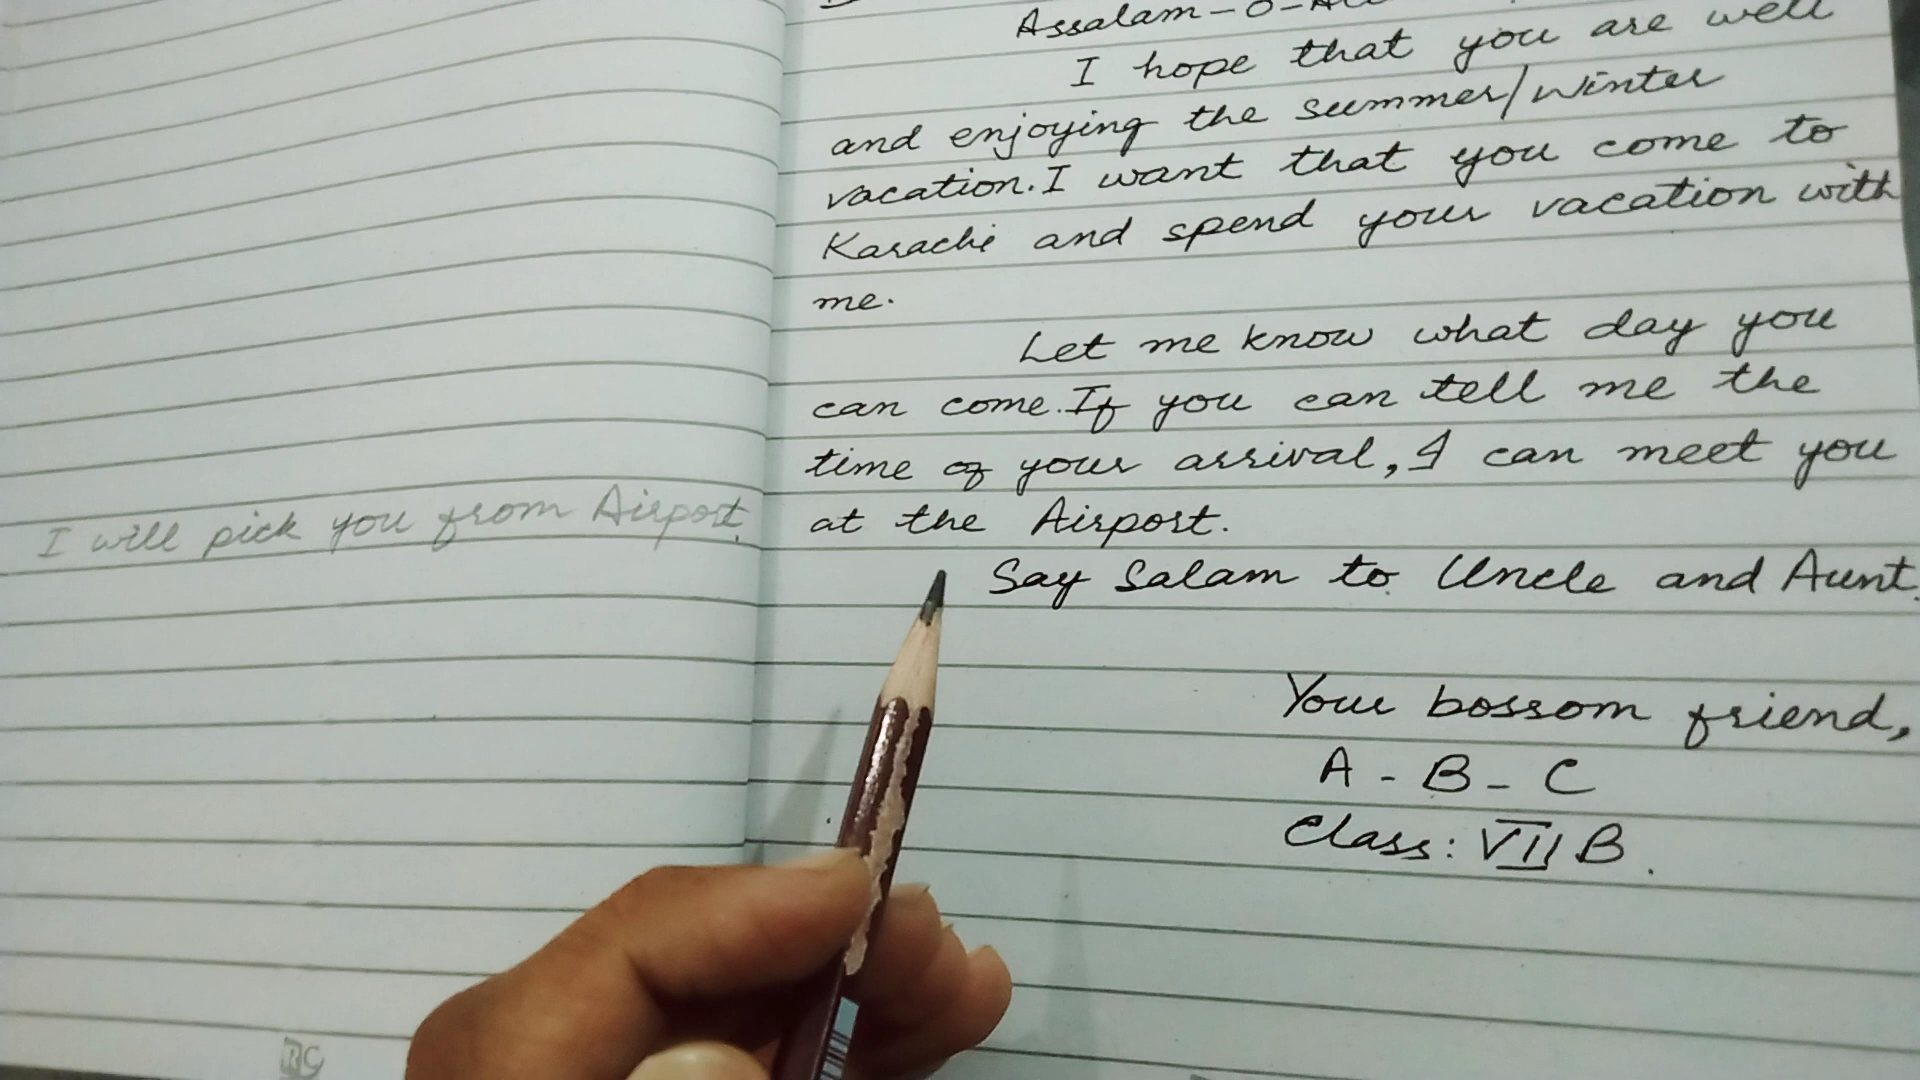 Assalam-O-
I hope that you are well
and enjoying the summer/Winter
vacation. I want that you come to
Karachi and spend your vacation with
me.
Let me know what day you
can come. If you can tell me the
time of your arrival, I can meet you
at the Airport.
I will pick you from Airport.
Say Salam to Uncle and Aunt.
Your bossom friend,
A - B - C
Class: VII B.
RC